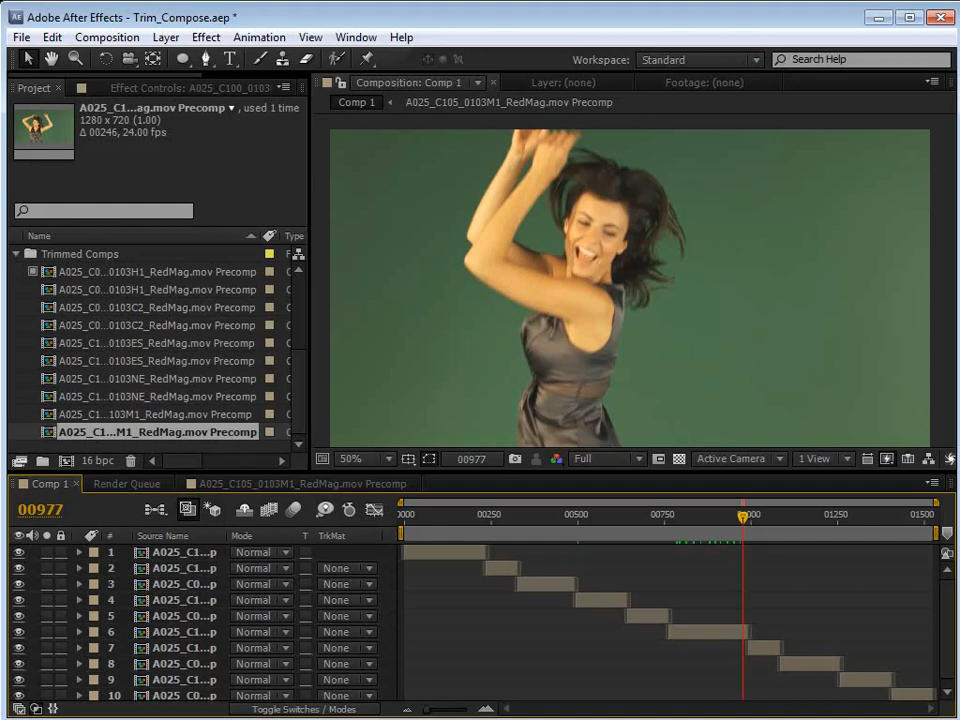 Adobe After Effects - Trim_Compose.aep *
File Edit Composition Layer Effect Animation View Window Help
Workspace: Standard Search Help
Project Effect Controls: A025_C100_0103 Composition: Comp 1 Layer: (none) Footage: (none)
Comp 1 A025_C105_0103M1_RedMag.mov Precomp
A025_C1...ag.mov Precomp , used 1 time
1280 x 720 (1.00)
Δ 00246, 24.00 fps
Name Type
Trimmed Comps F
A025_C0...0103H1_RedMag.mov Precomp C
A025_C1...0103H1_RedMag.mov Precomp C
A025_C0...0103C2_RedMag.mov Precomp C
A025_C0...0103C2_RedMag.mov Precomp C
A025_C1...0103ES_RedMag.mov Precomp C
A025_C1...0103ES_RedMag.mov Precomp C
A025_C1...0103NE_RedMag.mov Precomp C
A025_C1...0103NE_RedMag.mov Precomp C
A025_C1...103M1_RedMag.mov Precomp C
A025_C1...M1_RedMag.mov Precomp C
16 bpc 50% 00977 Full Active Camera 1 View
Comp 1 Render Queue A025_C105_0103M1_RedMag.mov Precomp
00977 0000 00250 00500 00750 01000 01250 01500
# Source Name Mode T TrkMat
1 A025_C1...p Normal
2 A025_C1...p Normal None
3 A025_C0...p Normal None
4 A025_C1...p Normal None
5 A025_C0...p Normal None
6 A025_C1...p Normal None
7 A025_C1...p Normal None
8 A025_C0...p Normal None
9 A025_C1...p Normal None
10 A025_C0...p Normal None
Toggle Switches / Modes